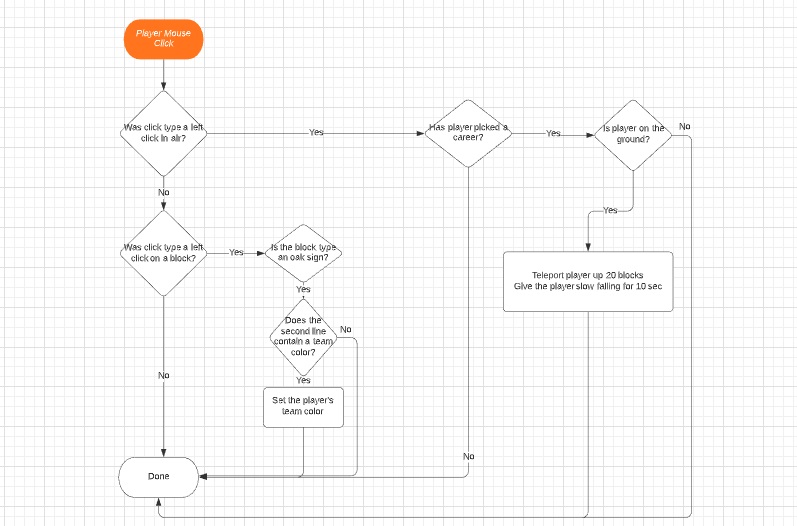 Player Mouse
Click
Was click type a left
click in air?
Yes
Has player picked a
career?
Yes
Is player on the
ground?
No
No
Yes
Was click type a left
click on a block?
Yes
Is the block type
an oak sign?
Yes
Teleport player up 20 blocks
Give the player slow falling for 10 sec
Does the
second line
contain a team
color?
No
No
Yes
Set the player's
team color
No
Done